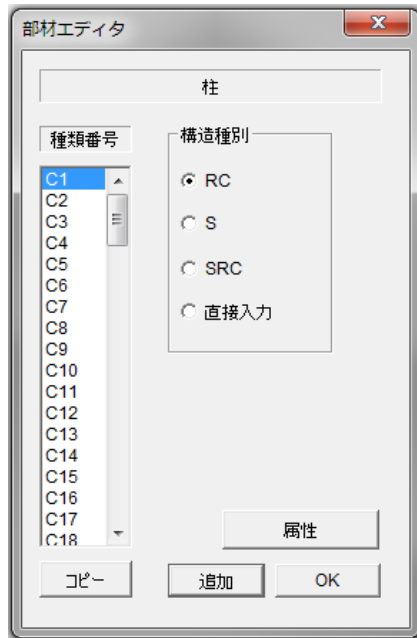 部材エディタ
柱
種類番号
構造種別
C1
C2
C3
C4
C5
C6
C7
C8
C9
C10
C11
C12
C13
C14
C15
C16
C17
C18
RC
S
SRC
直接入力
属性
コピー
追加
OK